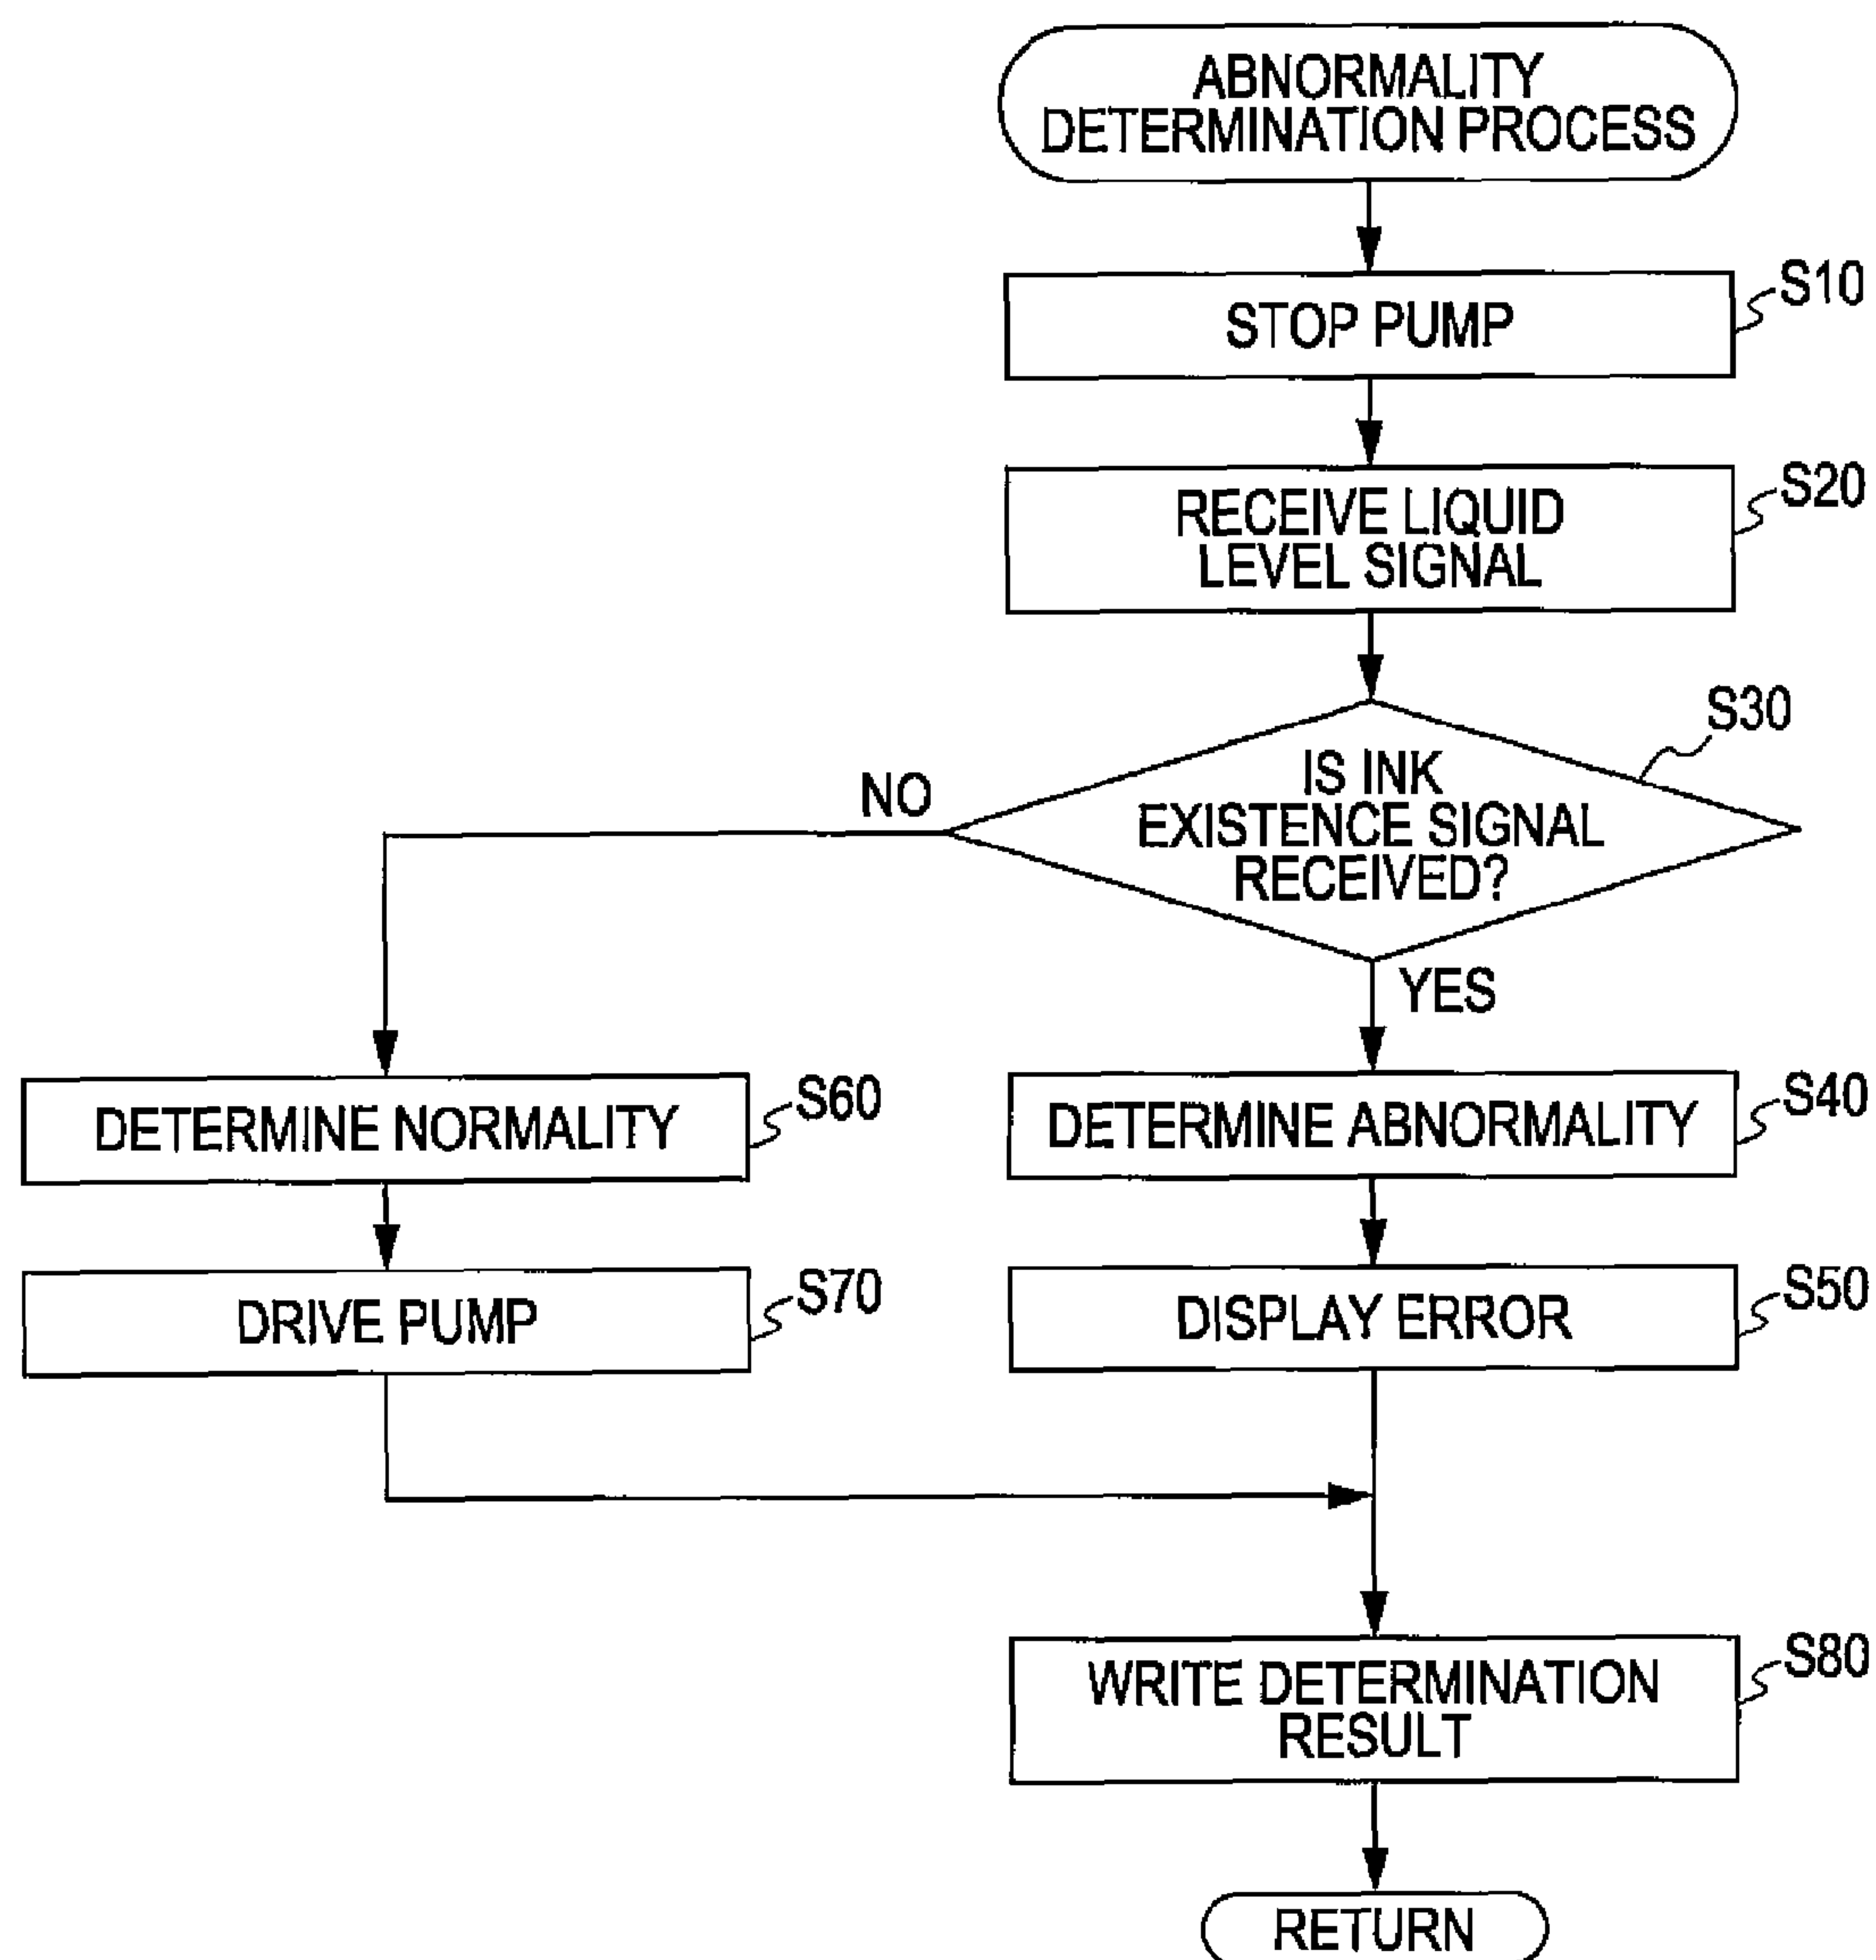 ABNORMALITY
DETERMINATION PROCESS
STOP PUMP
S10
RECEIVE LIQUID
LEVEL SIGNAL
S20
IS INK
EXISTENCE SIGNAL
RECEIVED?
S30
NO
YES
DETERMINE NORMALITY
S60
DETERMINE ABNORMALITY
S40
DRIVE PUMP
S70
DISPLAY ERROR
S50
WRITE DETERMINATION
RESULT
S80
RETURN